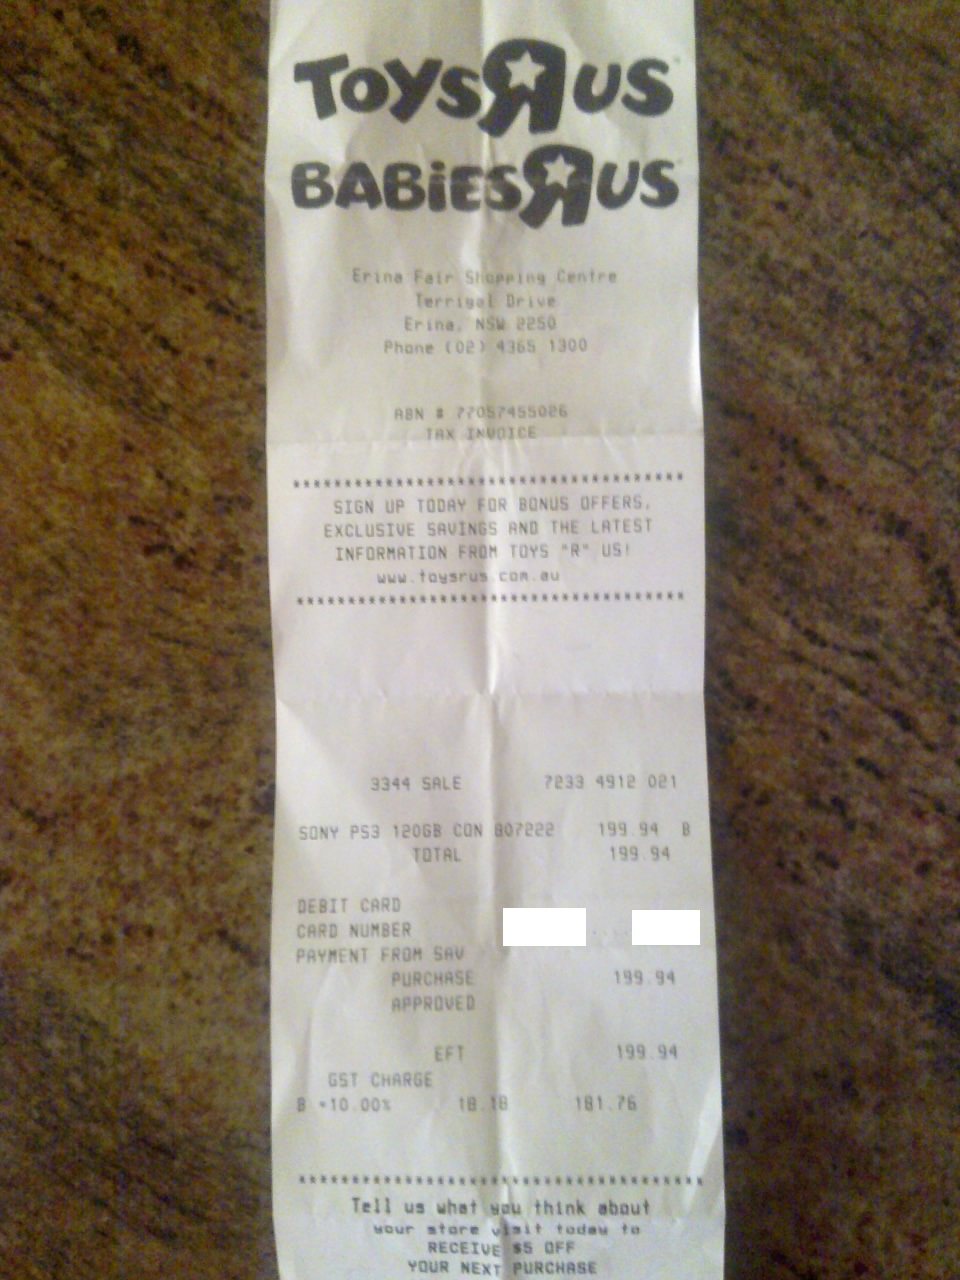 TOYS R US
BABIES R US
Erina Fair Shopping Centre
Terrigal Drive
Erina, NSW 2250
Phone (02) 4365 1300
ABN # 77057455026
TAX INVOICE
****************************************
SIGN UP TODAY FOR BONUS OFFERS,
EXCLUSIVE SAVINGS AND THE LATEST
INFORMATION FROM TOYS "R" US!
www.toysrus.com.au
****************************************
3344 SALE 7233 4912 021
SONY PS3 120GB CON 807222 199.94 B
TOTAL 199.94
DEBIT CARD
CARD NUMBER ....
PAYMENT FROM SAV
PURCHASE 199.94
APPROVED
EFT 199.94
GST CHARGE
B =10.00% 18.18 181.76
****************************************
Tell us what you think about
your store visit today to
RECEIVE $5 OFF
YOUR NEXT PURCHASE